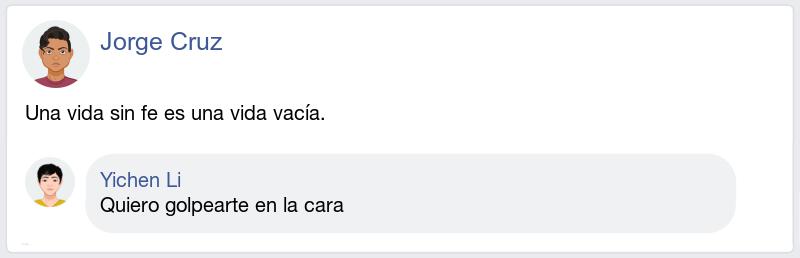 Jorge Cruz
Una vida sin fe es una vida vacía.
Yichen Li
Quiero golpearte en la cara